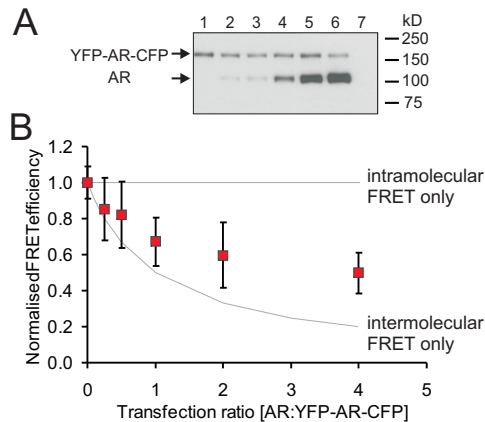 A
1 2 3 4 5 6 7 kD
YFP-AR-CFP
AR
250
150
100
75
B
NormalisedFRETefficiency
1.2
1.0
0.8
0.6
0.4
0.2
0.0
intramolecular
FRET only
intermolecular
FRET only
0 1 2 3 4 5
Transfection ratio [AR:YFP-AR-CFP]